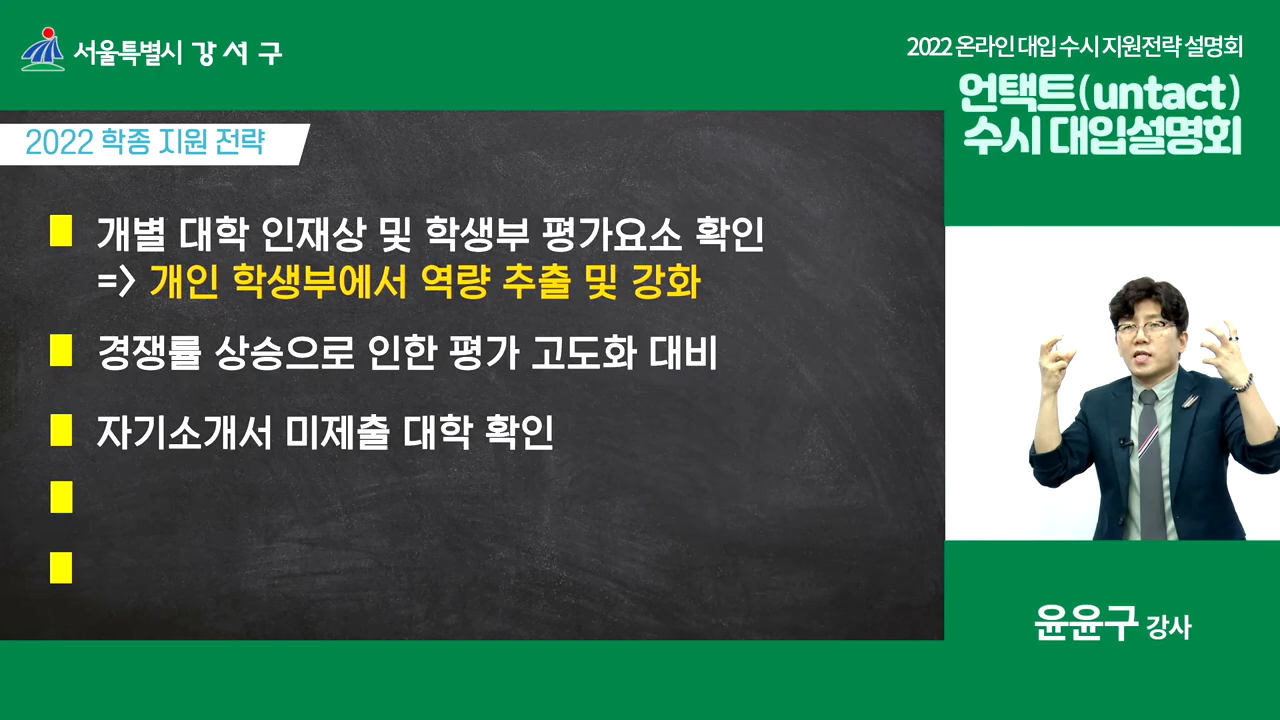 서울특별시 강서구
2022 온라인 대입 수시 지원전략 설명회
언택트(untact)
수시 대입설명회
2022 학종 지원 전략
개별 대학 인재상 및 학생부 평가요소 확인
=> 개인 학생부에서 역량 추출 및 강화
경쟁률 상승으로 인한 평가 고도화 대비
자기소개서 미제출 대학 확인
윤윤구 강사